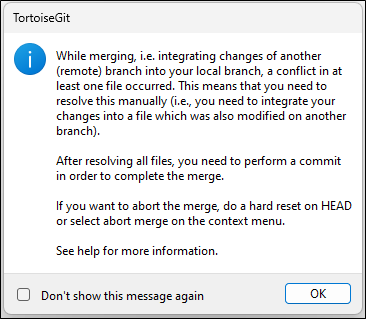 TortoiseGit
While merging, i.e. integrating changes of another
(remote) branch into your local branch, a conflict in at
least one file occurred. This means that you need to
resolve this manually (i.e., you need to integrate your
changes into a file which was also modified on another
branch).
After resolving all files, you need to perform a commit
in order to complete the merge.
If you want to abort the merge, do a hard reset on HEAD
or select abort merge on the context menu.
See help for more information.
Don't show this message again
OK